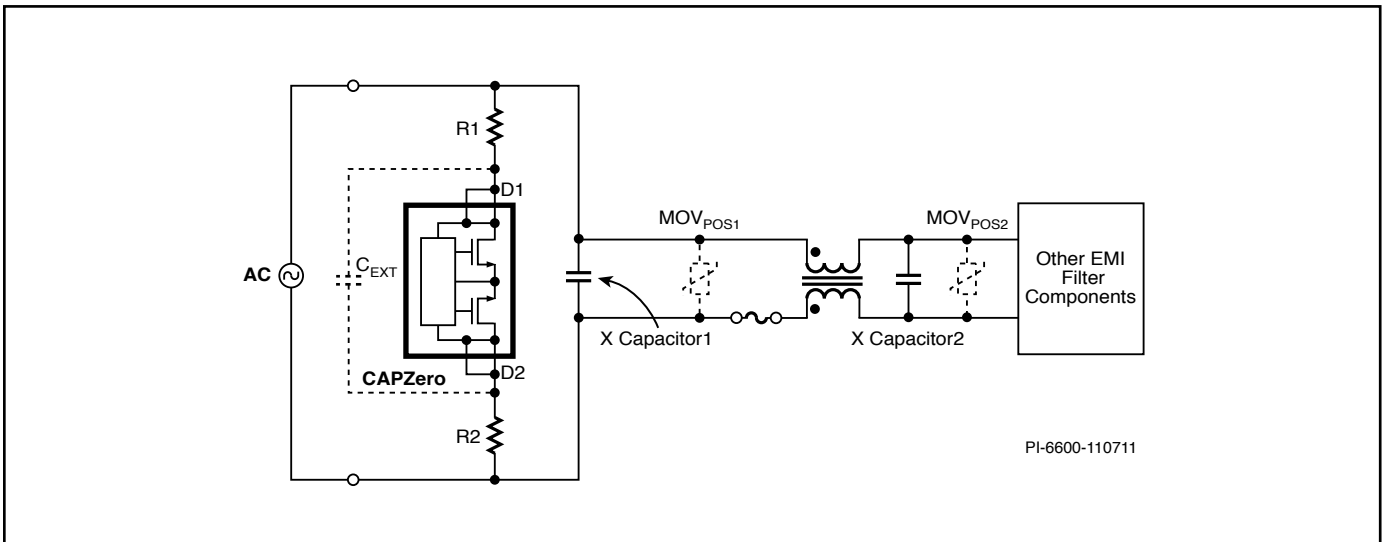 R1
D1
MOVPOS1
MOVPOS2
CEXT
AC
Other EMI
Filter
Components
X Capacitor1
X Capacitor2
D2
CAPZero
R2
PI-6600-110711